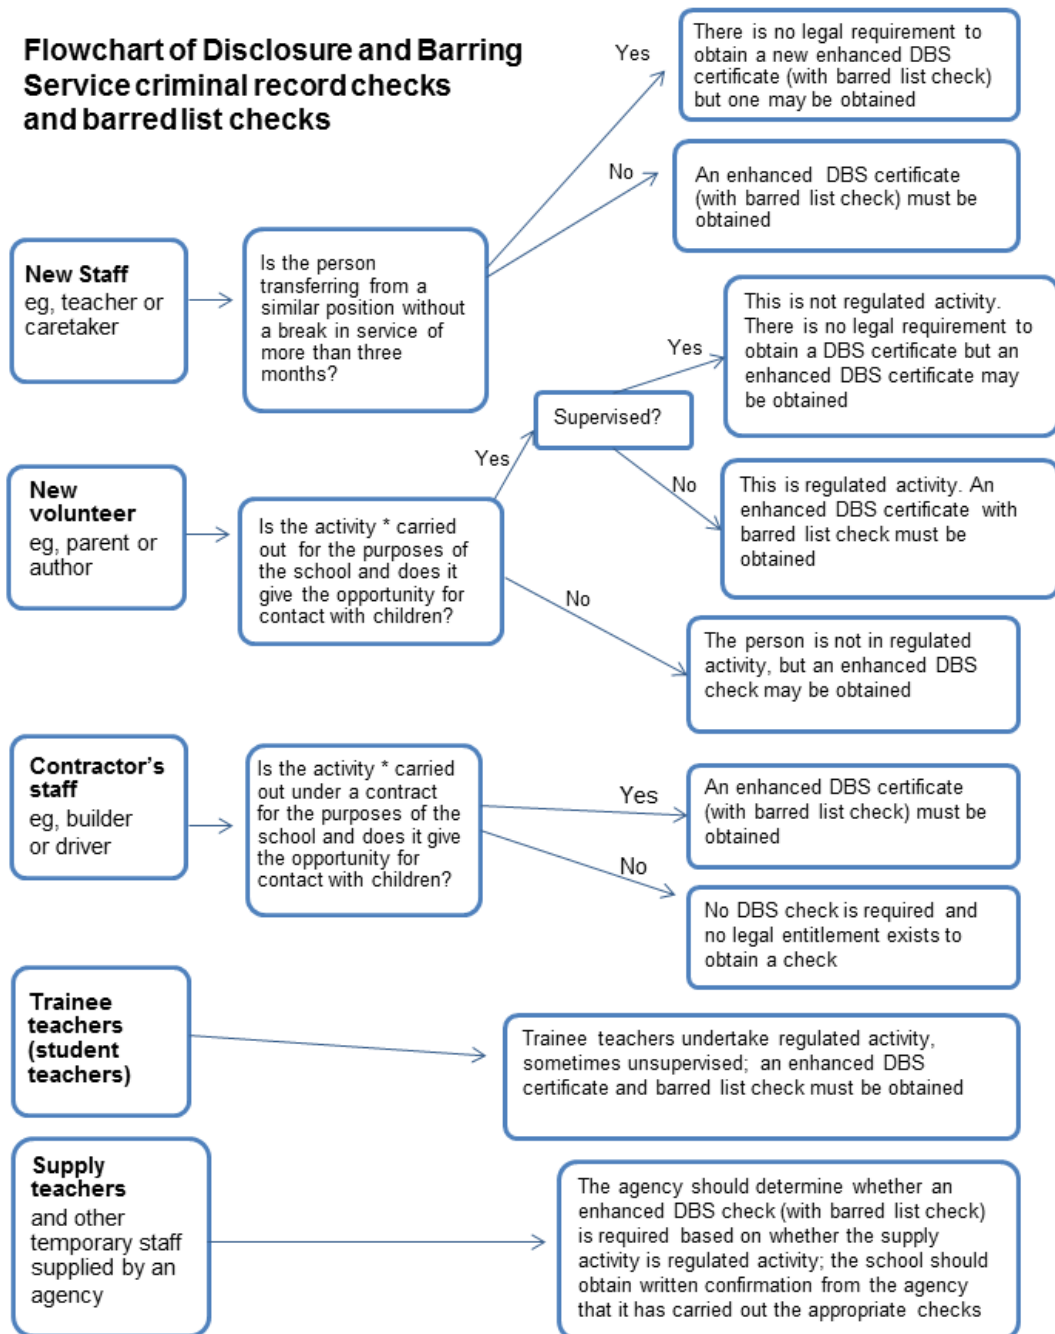 Flowchart of Disclosure and Barring
Service criminal record checks
and barred list checks
Yes
There is no legal requirement to
obtain a new enhanced DBS
certificate (with barred list check)
but one may be obtained
No
An enhanced DBS certificate
(with barred list check) must be
obtained
New Staff
eg, teacher or
caretaker
Is the person
transferring from a
similar position without
a break in service of
more than three
months?
New
volunteer
eg, parent or
author
Is the activity * carried
out for the purposes of
the school and does it
give the opportunity for
contact with children?
Yes
Supervised?
Yes
This is not regulated activity.
There is no legal requirement to
obtain a DBS certificate but an
enhanced DBS certificate may
be obtained
No
This is regulated activity. An
enhanced DBS certificate with
barred list check must be
obtained
No
The person is not in regulated
activity, but an enhanced DBS
check may be obtained
Contractor's
staff
eg, builder
or driver
Is the activity * carried
out under a contract
for the purposes of the
school and does it give
the opportunity for
contact with children?
Yes
An enhanced DBS certificate
(with barred list check) must be
obtained
No
No DBS check is required and
no legal entitlement exists to
obtain a check
Trainee
teachers
(student
teachers)
Trainee teachers undertake regulated activity,
sometimes unsupervised; an enhanced DBS
certificate and barred list check must be obtained
Supply
teachers
and other
temporary staff
supplied by an
agency
The agency should determine whether an
enhanced DBS check (with barred list check)
is required based on whether the supply
activity is regulated activity; the school should
obtain written confirmation from the agency
that it has carried out the appropriate checks